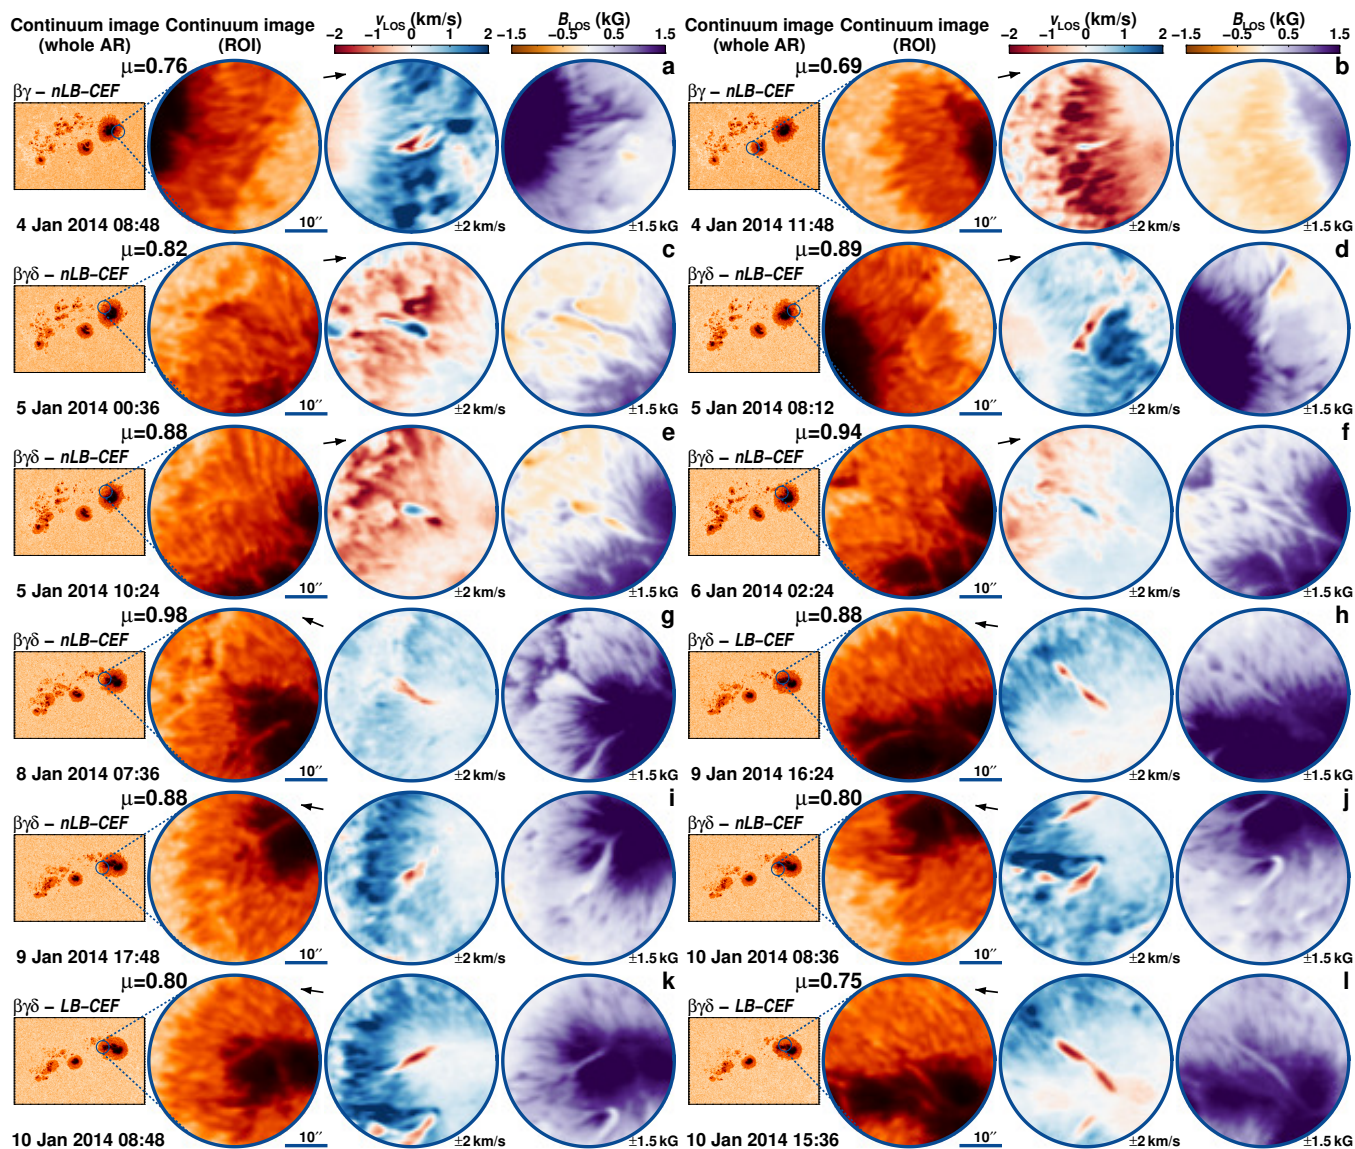 Continuum image (whole AR)
Continuum image (ROI)
v_LOS (km/s)
−2 −1 0 1 2
B_LOS (kG)
−1.5 −0.5 0.5 1.5
Continuum image (whole AR)
Continuum image (ROI)
v_LOS (km/s)
−2 −1 0 1 2
B_LOS (kG)
−1.5 −0.5 0.5 1.5
μ=0.76
a
βγ − nLB−CEF
4 Jan 2014 08:48
10″
±2 km/s
±1.5 kG
μ=0.69
b
βγ − nLB−CEF
4 Jan 2014 11:48
10″
±2 km/s
±1.5 kG
μ=0.82
c
βγδ − nLB−CEF
5 Jan 2014 00:36
10″
±2 km/s
±1.5 kG
μ=0.89
d
βγδ − nLB−CEF
5 Jan 2014 08:12
10″
±2 km/s
±1.5 kG
μ=0.88
e
βγδ − nLB−CEF
5 Jan 2014 10:24
10″
±2 km/s
±1.5 kG
μ=0.94
f
βγδ − nLB−CEF
6 Jan 2014 02:24
10″
±2 km/s
±1.5 kG
μ=0.98
g
βγδ − nLB−CEF
8 Jan 2014 07:36
10″
±2 km/s
±1.5 kG
μ=0.88
h
βγδ − LB−CEF
9 Jan 2014 16:24
10″
±2 km/s
±1.5 kG
μ=0.88
i
βγδ − nLB−CEF
9 Jan 2014 17:48
10″
±2 km/s
±1.5 kG
μ=0.80
j
βγδ − nLB−CEF
10 Jan 2014 08:36
10″
±2 km/s
±1.5 kG
μ=0.80
k
βγδ − LB−CEF
10 Jan 2014 08:48
10″
±2 km/s
±1.5 kG
μ=0.75
l
βγδ − LB−CEF
10 Jan 2014 15:36
10″
±2 km/s
±1.5 kG